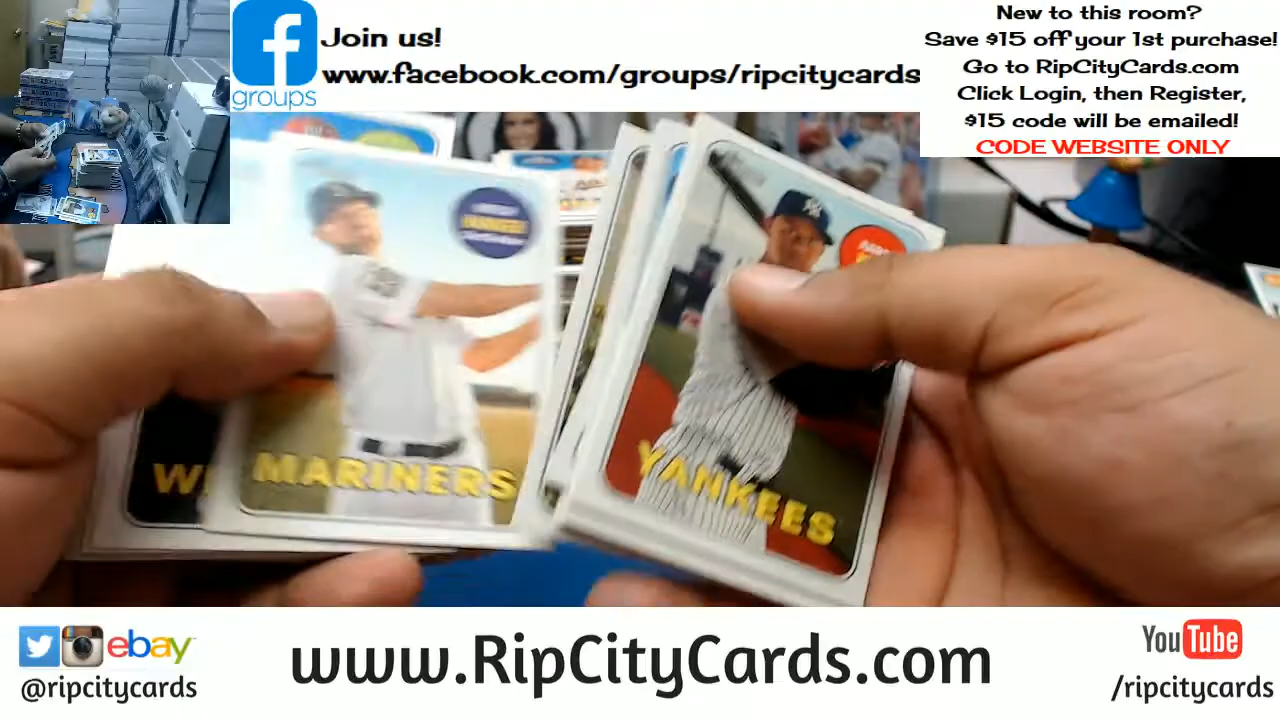 Join us!
www.facebook.com/groups/ripcitycards
groups
New to this room?
Save $15 off your 1st purchase!
Go to RipCityCards.com
Click Login, then Register,
$15 code will be emailed!
CODE WEBSITE ONLY
MARINERS
YANKEES
ebay
@ripcitycards
www.RipCityCards.com
YouTube
/ripcitycards